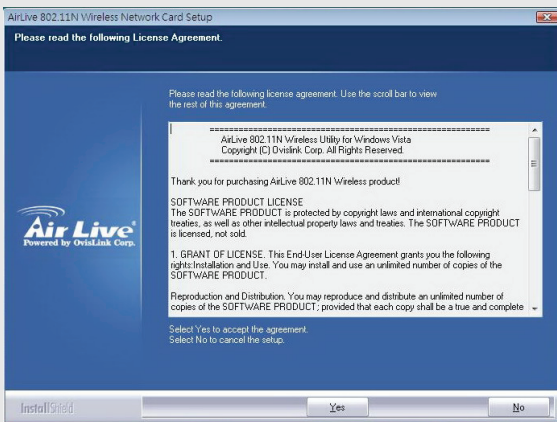 AirLive 802.11N Wireless Network Card Setup
Please read the following License Agreement.
Please read the following license agreement. Use the scroll bar to view
the rest of this agreement.
============================================================
AirLive 802.11N Wireless Utility for Windows Vista
Copyright (C) Ovislink Corp. All Rights Reserved.
============================================================
Thank you for purchasing AirLive 802.11N Wireless product!
SOFTWARE PRODUCT LICENSE
The SOFTWARE PRODUCT is protected by copyright laws and international copyright
treaties, as well as other intellectual property laws and treaties. The SOFTWARE PRODUCT
is licensed, not sold.
1. GRANT OF LICENSE. This End-User License Agreement grants you the following
rights:Installation and Use. You may install and use an unlimited number of copies of the
SOFTWARE PRODUCT.
Reproduction and Distribution. You may reproduce and distribute an unlimited number of
copies of the SOFTWARE PRODUCT; provided that each copy shall be a true and complete
Air Live®
Powered by OvisLink Corp.
Select Yes to accept the agreement.
Select No to cancel the setup.
InstallShield
Yes
No